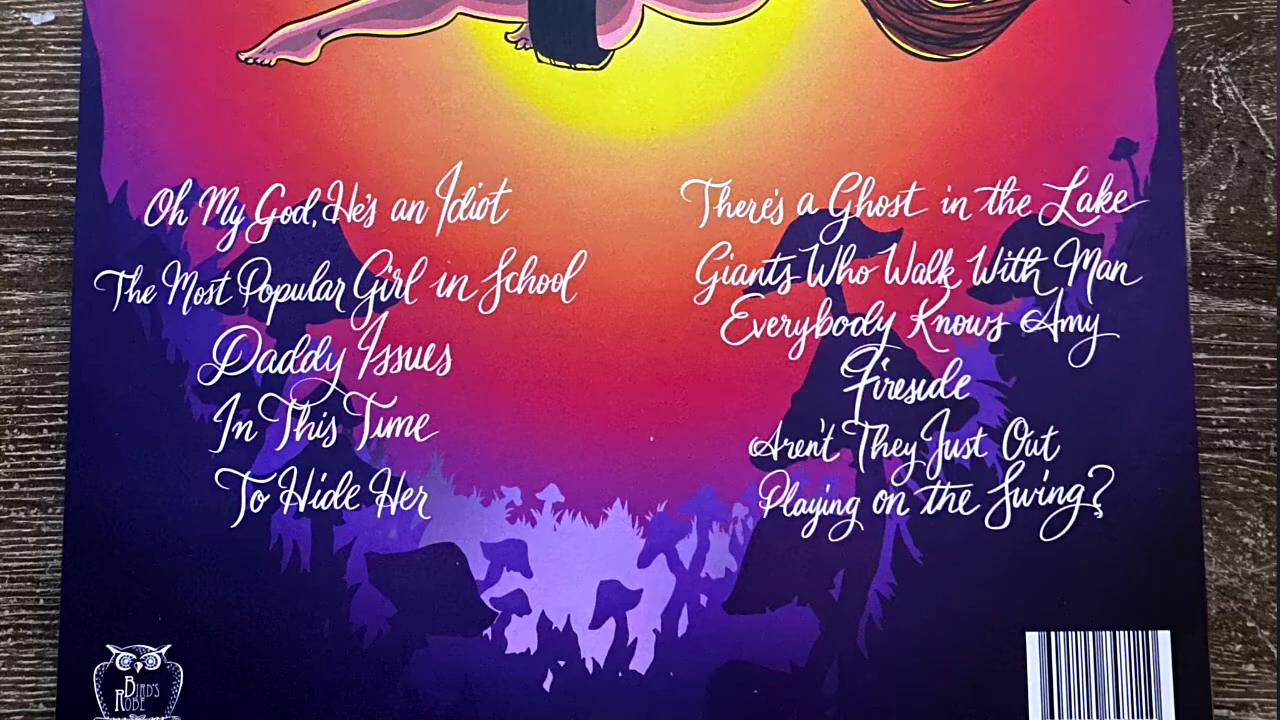 Oh My God, He's an Idiot
The Most Popular Girl in School
Daddy Issues
In This Time
To Hide Her
There's a Ghost in the Lake
Giants Who Walk With Man
Everybody Knows Amy
Fireside
Aren't They Just Out
Playing on the Swing?
BIRD'S
ROBE